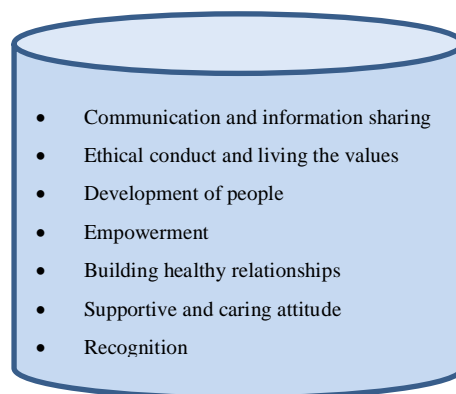 • Communication and information sharing
• Ethical conduct and living the values
• Development of people
• Empowerment
• Building healthy relationships
• Supportive and caring attitude
• Recognition